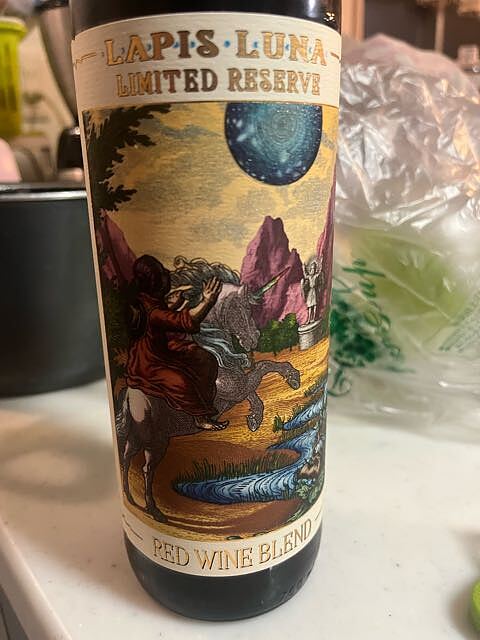 LAPIS LUNA
LIMITED RESERVE
RED WINE BLEND